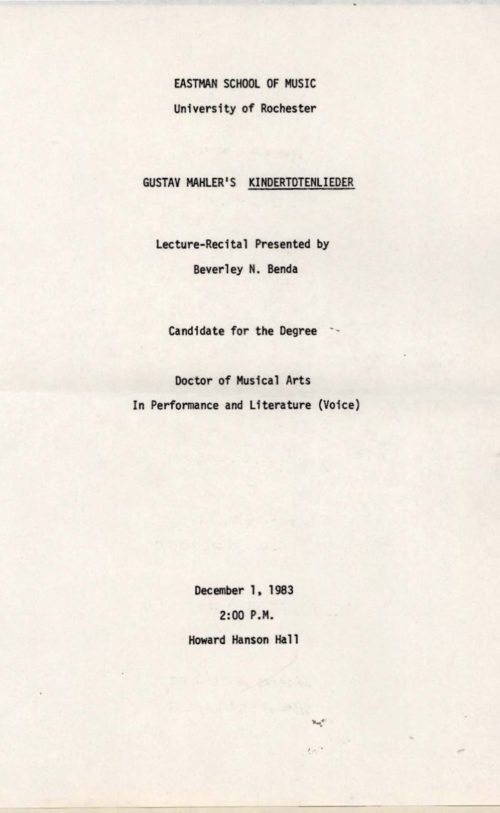 EASTMAN SCHOOL OF MUSIC
University of Rochester
GUSTAV MAHLER'S KINDERTOTENLIEDER
Lecture-Recital Presented by
Beverley N. Benda
Candidate for the Degree
Doctor of Musical Arts
In Performance and Literature (Voice)
December 1, 1983
2:00 P.M.
Howard Hanson Hall